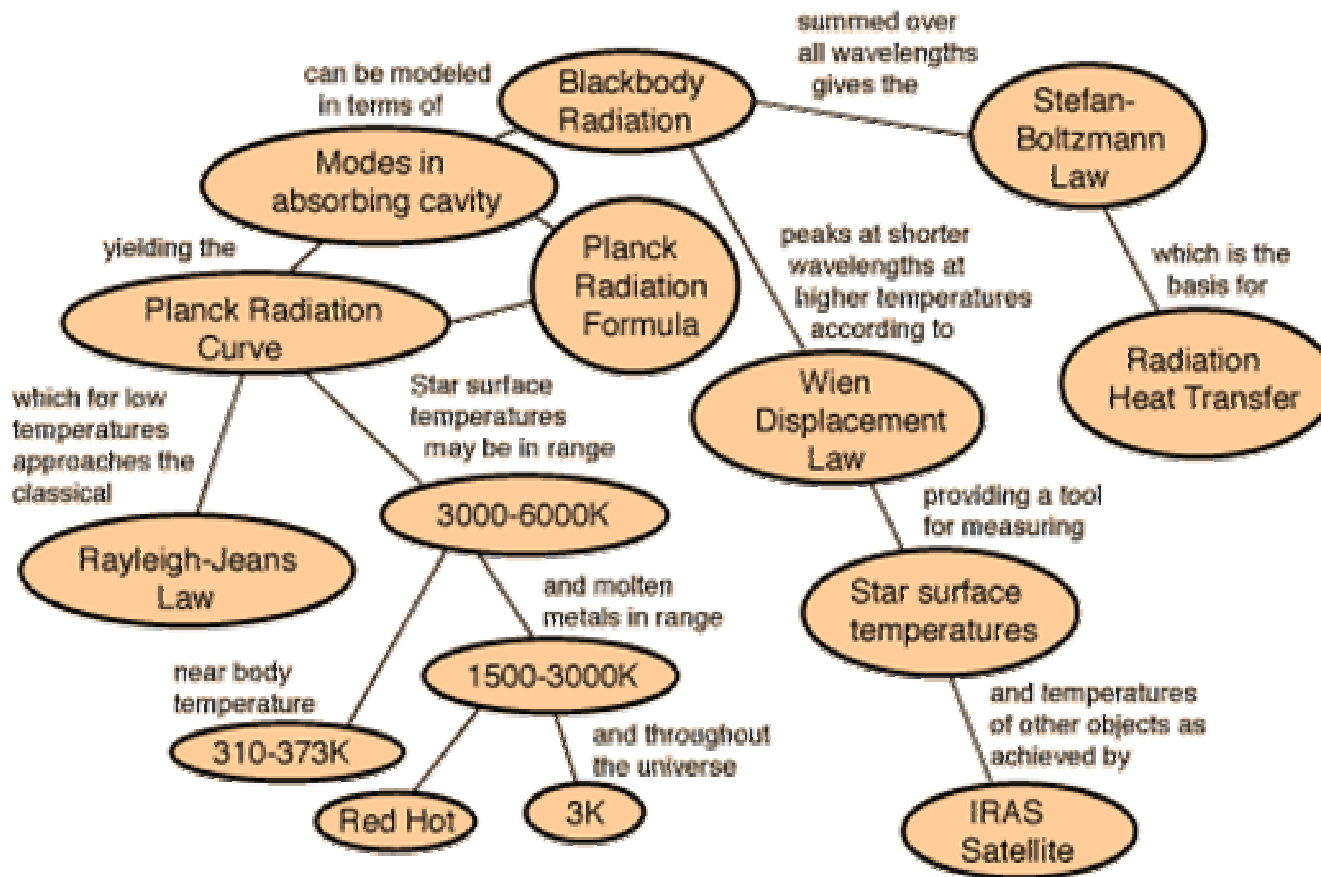 summed over
all wavelengths
gives the
can be modeled
in terms of
Blackbody
Radiation
Stefan-
Boltzmann
Law
Modes in
absorbing cavity
yielding the
Planck
Radiation
Formula
peaks at shorter
wavelengths at
higher temperatures
according to
which is the
basis for
Planck Radiation
Curve
Radiation
Heat Transfer
which for low
temperatures
approaches the
classical
Star surface
temperatures
may be in range
Wien
Displacement
Law
3000-6000K
providing a tool
for measuring
Rayleigh-Jeans
Law
and molten
metals in range
Star surface
temperatures
near body
temperature
1500-3000K
and temperatures
of other objects as
achieved by
310-373K
and throughout
the universe
Red Hot
3K
IRAS
Satellite